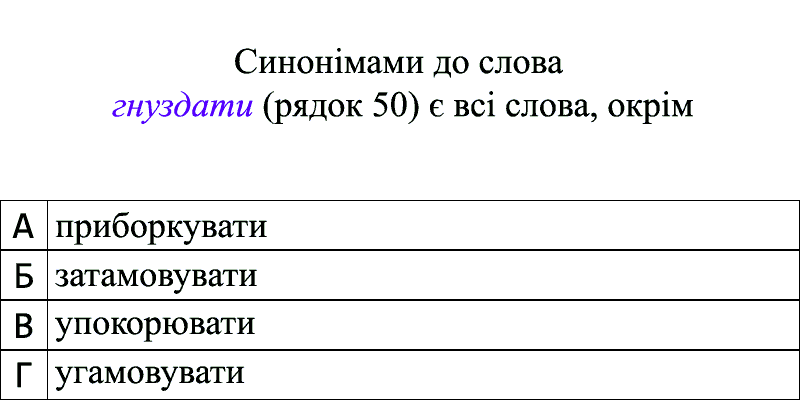 Синонімами до слова
гнуздати (рядок 50) є всі слова, окрім
А приборкувати
Б затамовувати
В упокорювати
Г угамовувати